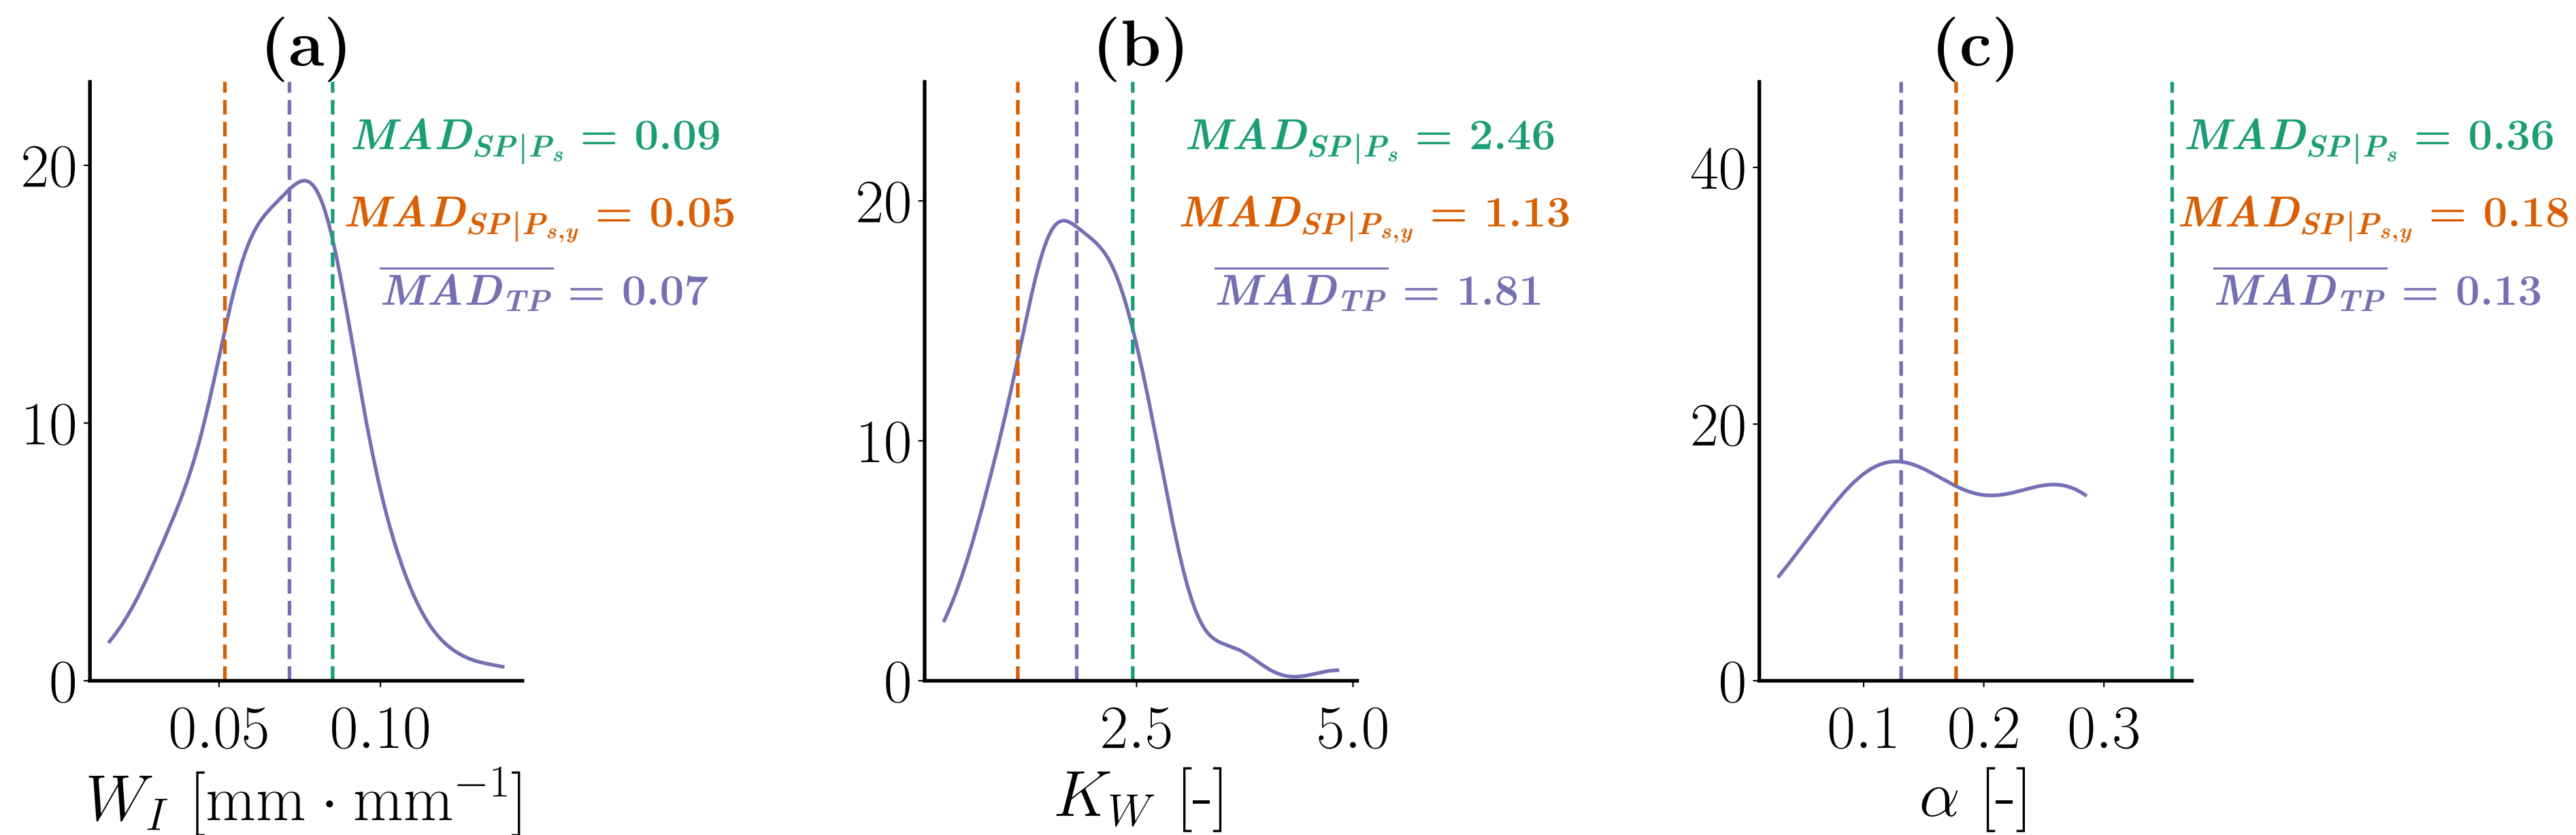 (a)
MAD_{SP|P_s} = 0.09
MAD_{SP|P_{s,y}} = 0.05
\overline{MAD_{TP}} = 0.07
20
10
0
0.05 0.10
W_I [mm · mm^{-1}]
(b)
MAD_{SP|P_s} = 2.46
MAD_{SP|P_{s,y}} = 1.13
\overline{MAD_{TP}} = 1.81
20
10
0
2.5 5.0
K_W [-]
(c)
MAD_{SP|P_s} = 0.36
MAD_{SP|P_{s,y}} = 0.18
\overline{MAD_{TP}} = 0.13
40
20
0
0.1 0.2 0.3
α [-]